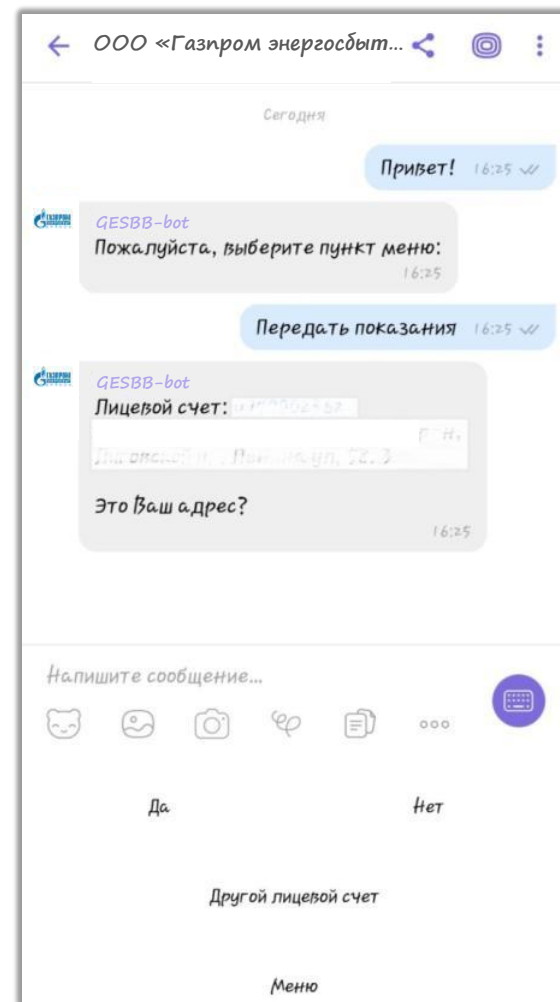 ООО «Газпром энергосбыт...
Сегодня
Привет! 16:25
GESBB-bot
Пожалуйста, выберите пункт меню:
16:25
Передать показания 16:25
GESBB-bot
Лицевой счет:
Это Ваш адрес?
16:25
Напишите сообщение...
Да
Нет
Другой лицевой счет
Меню